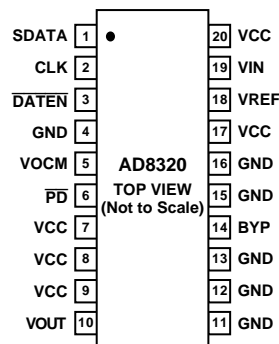 SDATA 1 20 VCC
CLK 2 19 VIN
DATEN 3 18 VREF
GND 4 17 VCC
VOCM 5 AD8320 16 GND
PD 6 TOP VIEW 15 GND
(Not to Scale)
VCC 7 14 BYP
VCC 8 13 GND
VCC 9 12 GND
VOUT 10 11 GND